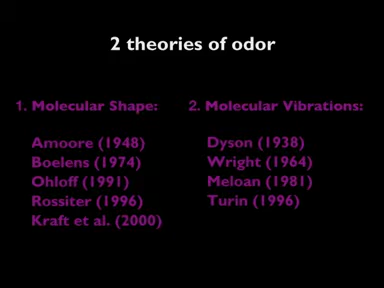 2 theories of odor
1. Molecular Shape:
Amoore (1948)
Boelens (1974)
Ohloff (1991)
Rossiter (1996)
Kraft et al. (2000)
2. Molecular Vibrations:
Dyson (1938)
Wright (1964)
Meloan (1981)
Turin (1996)